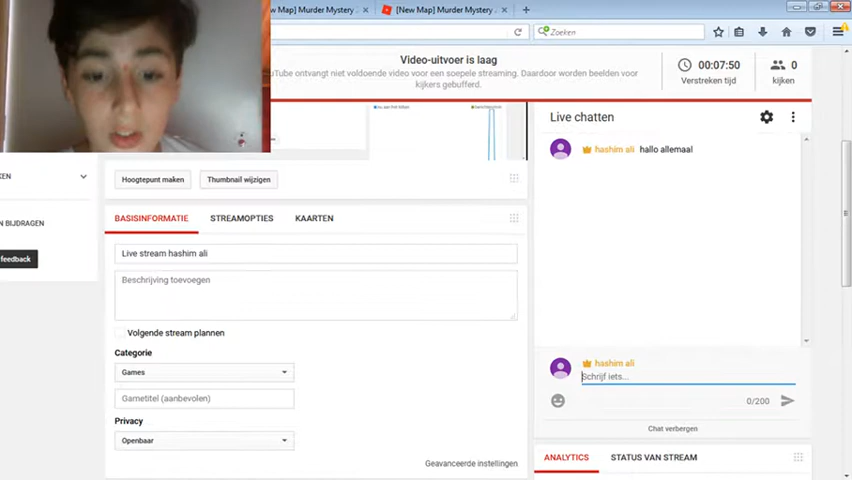 [New Map] Murder Mystery
[New Map] Murder Mystery
Zoeken
Video-uitvoer is laag
YouTube ontvangt niet voldoende video voor een soepele streaming. Daardoor worden beelden voor
kijkers gebufferd.
00:07:50
Verstreken tijd
0
kijken
Live chatten
hashim ali hallo allemaal
Hoogtepunt maken
Thumbnail wijzigen
BIJDRAGEN
feedback
BASISINFORMATIE
STREAMOPTIES
KAARTEN
Live stream hashim ali
Beschrijving toevoegen
Volgende stream plannen
Categorie
Games
Gametitel (aanbevolen)
Privacy
Openbaar
Geavanceerde instellingen
hashim ali
Schrijf iets...
0/200
Chat verbergen
ANALYTICS
STATUS VAN STREAM